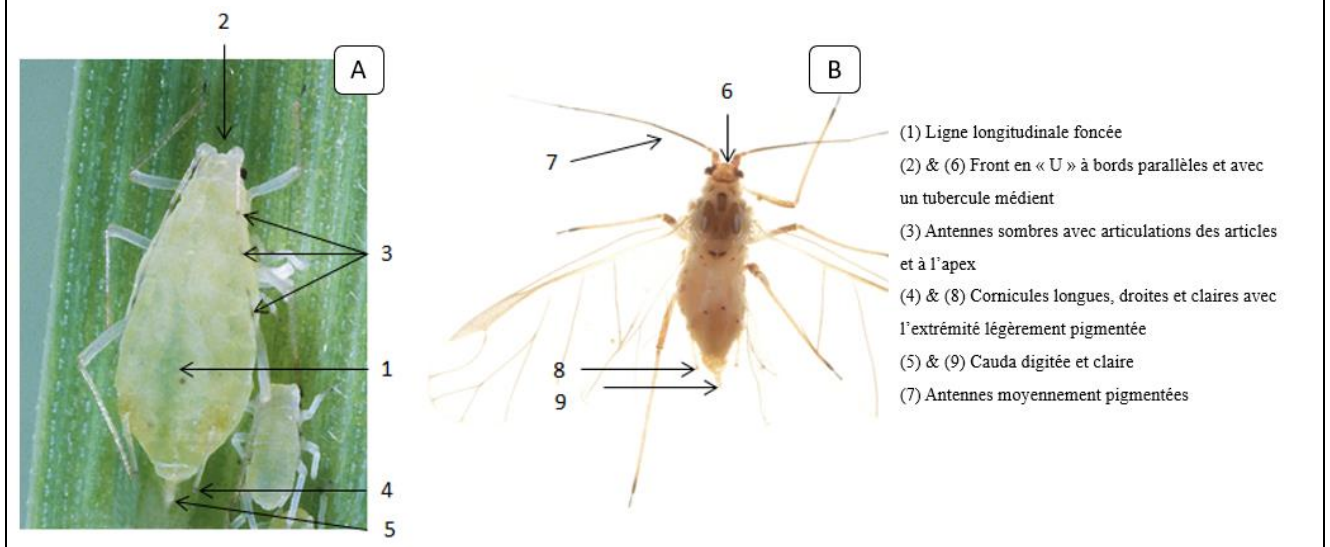 2
A
B
6
7
3
1
8
9
4
5
(1) Ligne longitudinale foncée
(2) & (6) Front en « U » à bords parallèles et avec
un tubercule médient
(3) Antennes sombres avec articulations des articles
et à l’apex
(4) & (8) Cornicules longues, droites et claires avec
l’extrémité légèrement pigmentée
(5) & (9) Cauda digitée et claire
(7) Antennes moyennement pigmentées